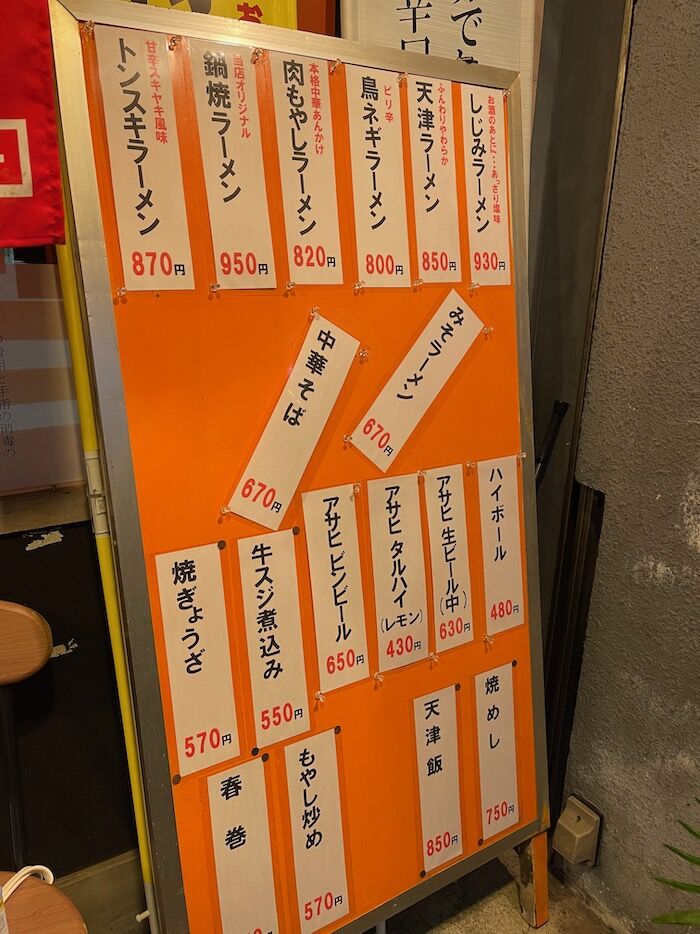 お酒のあとに・・・あっさり塩味
しじみラーメン
930円
ふんわりやわらか
天津ラーメン
850円
ピリ辛
鳥ネギラーメン
800円
本格中華あんかけ
肉もやしラーメン
820円
当店オリジナル
鍋焼ラーメン
950円
甘辛スキヤキ風味
トンスキラーメン
870円
みそラーメン
670円
中華そば
670円
ハイボール
480円
アサヒ生ビール(中)
630円
アサヒ タルハイ
(レモン)
430円
アサヒ ビンビール
650円
牛スジ煮込み
550円
焼ぎょうざ
570円
焼めし
750円
天津飯
850円
もやし炒め
570円
春巻